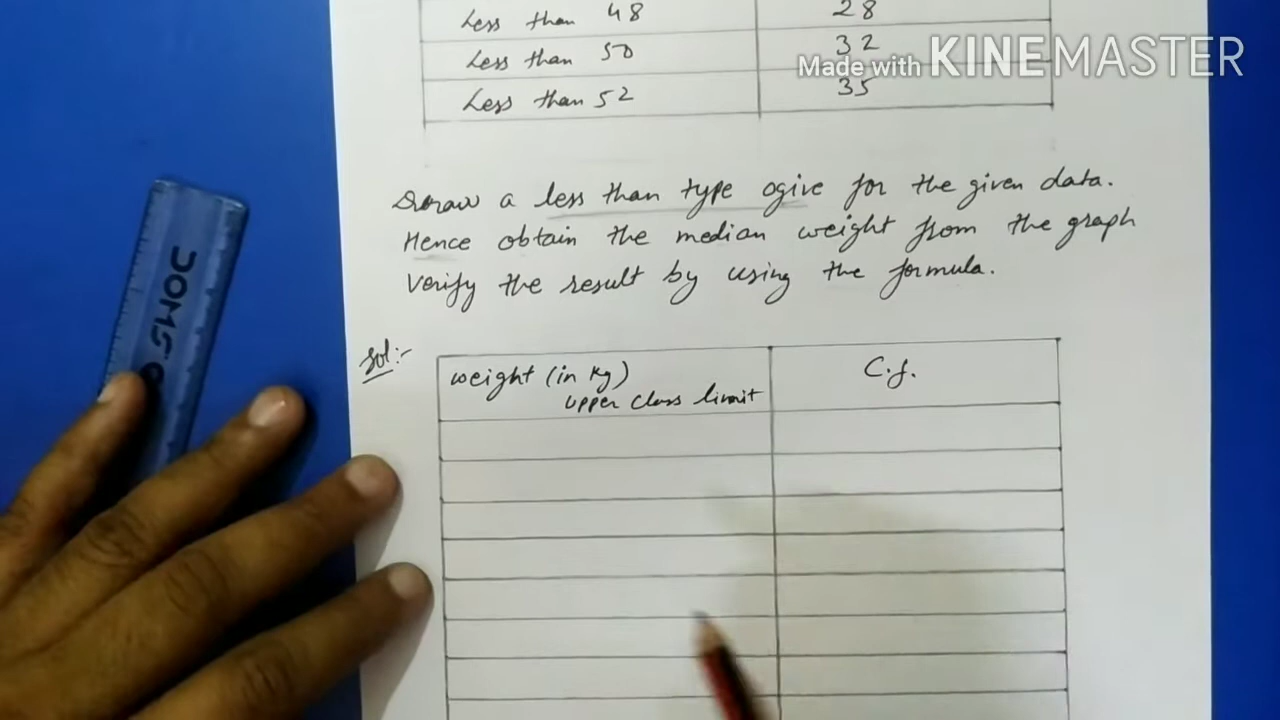 Less than 48 28
Less than 50 32
Made with KINEMASTER
Less than 52 35
Draw a less than type ogive for the given data.
Hence obtain the median weight from the graph
Verify the result by using the formula.
Sol:-
weight (in Kg) C.f.
upper class limit
DOMS